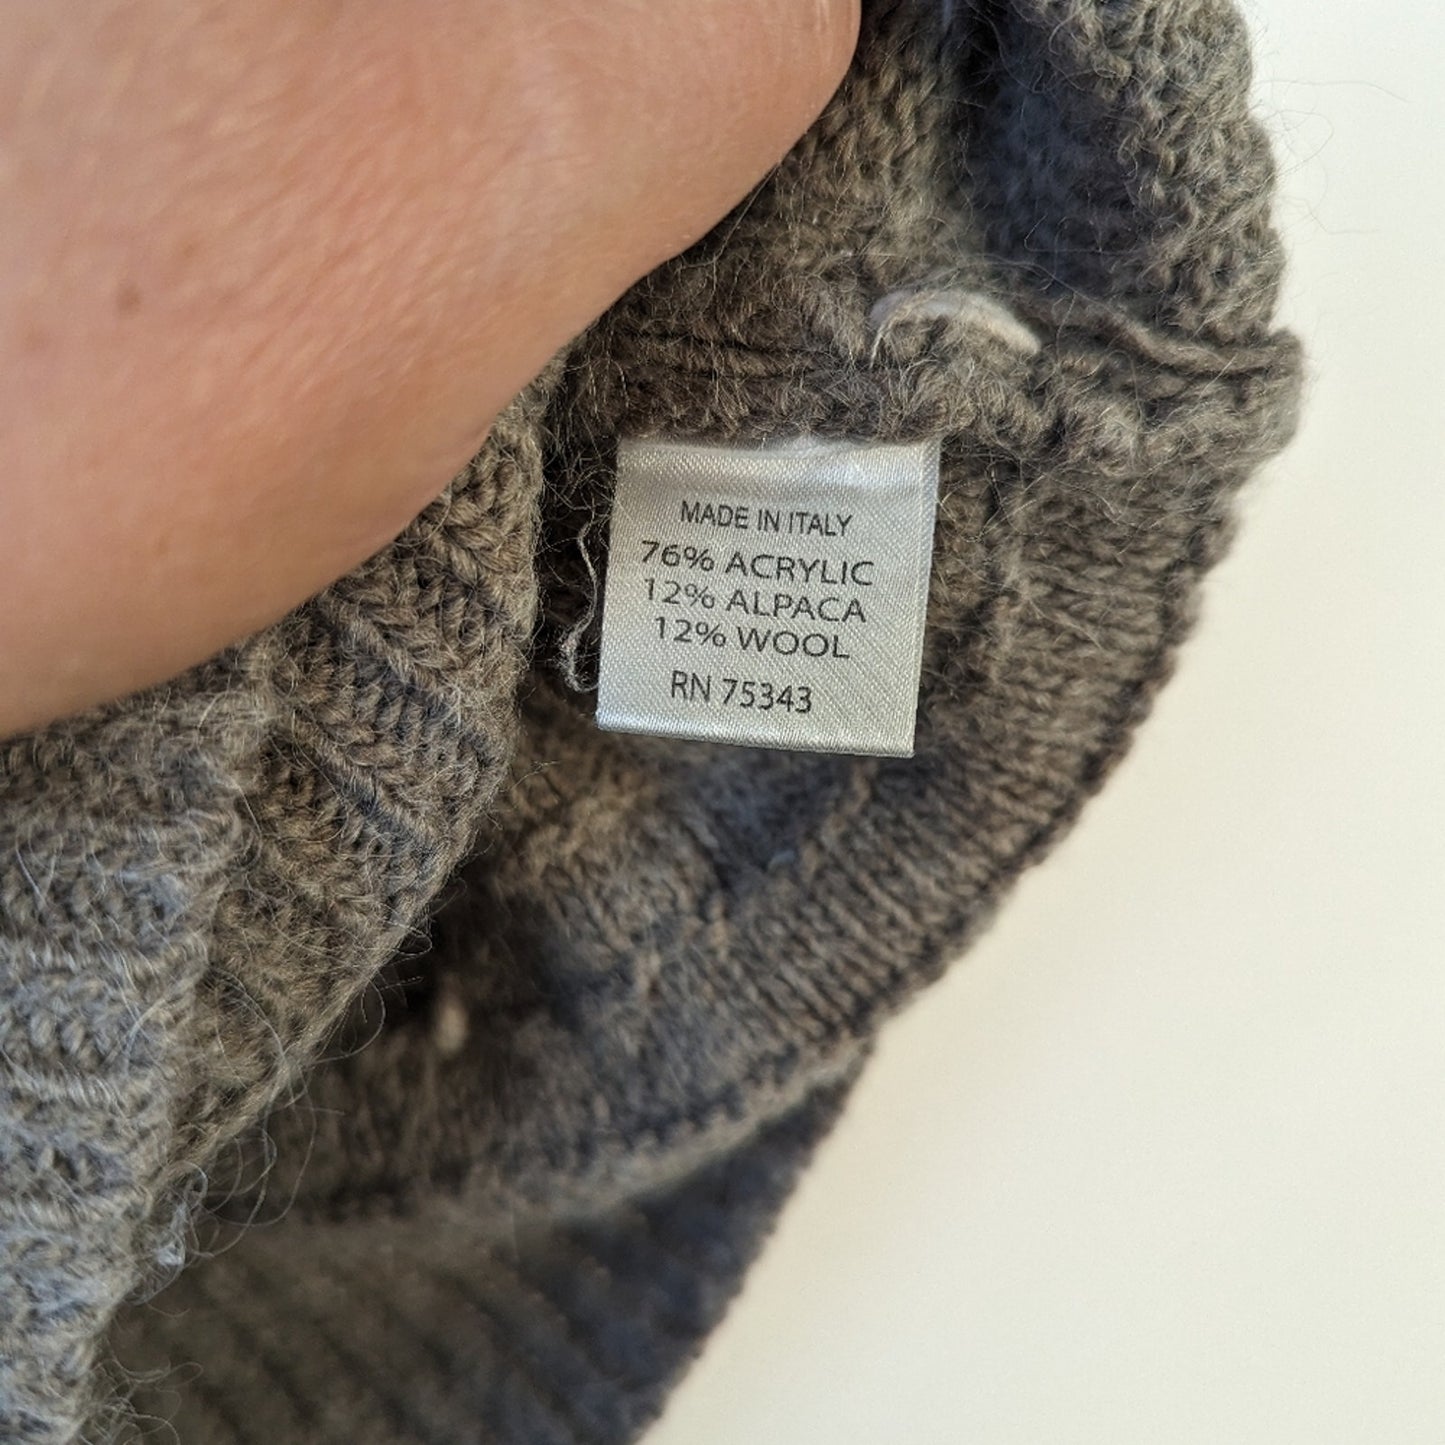 MADE IN ITALY
76% ACRYLIC
12% ALPACA
12% WOOL
RN 75343